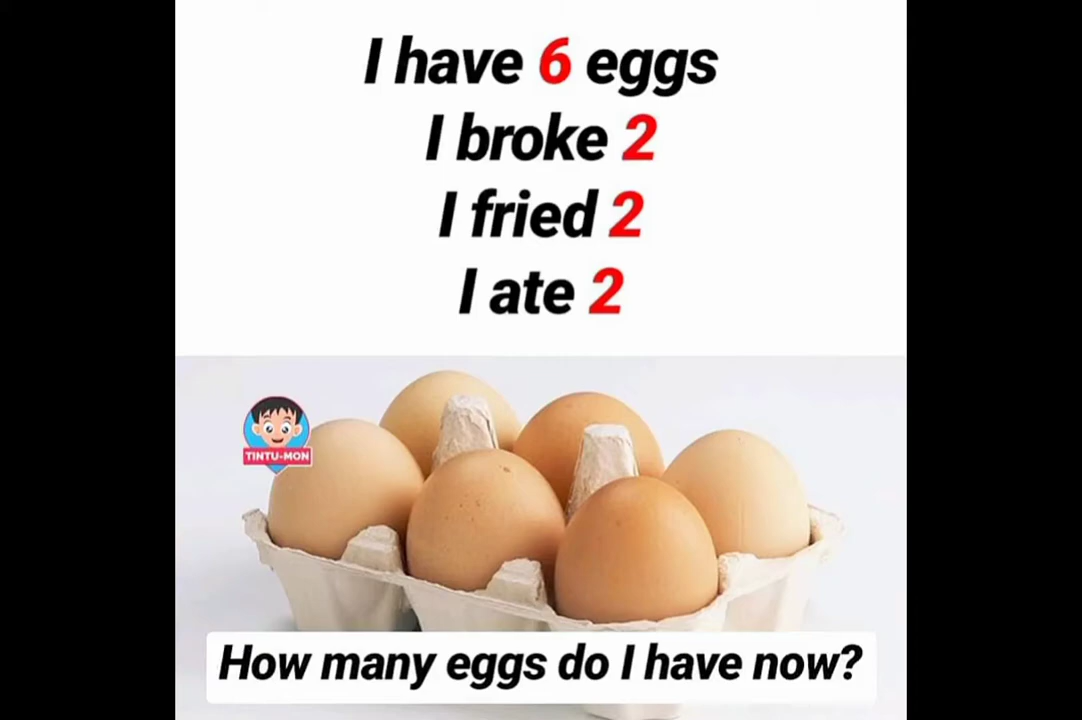 I have 6 eggs
I broke 2
I fried 2
I ate 2
TINTU-MON
How many eggs do I have now?